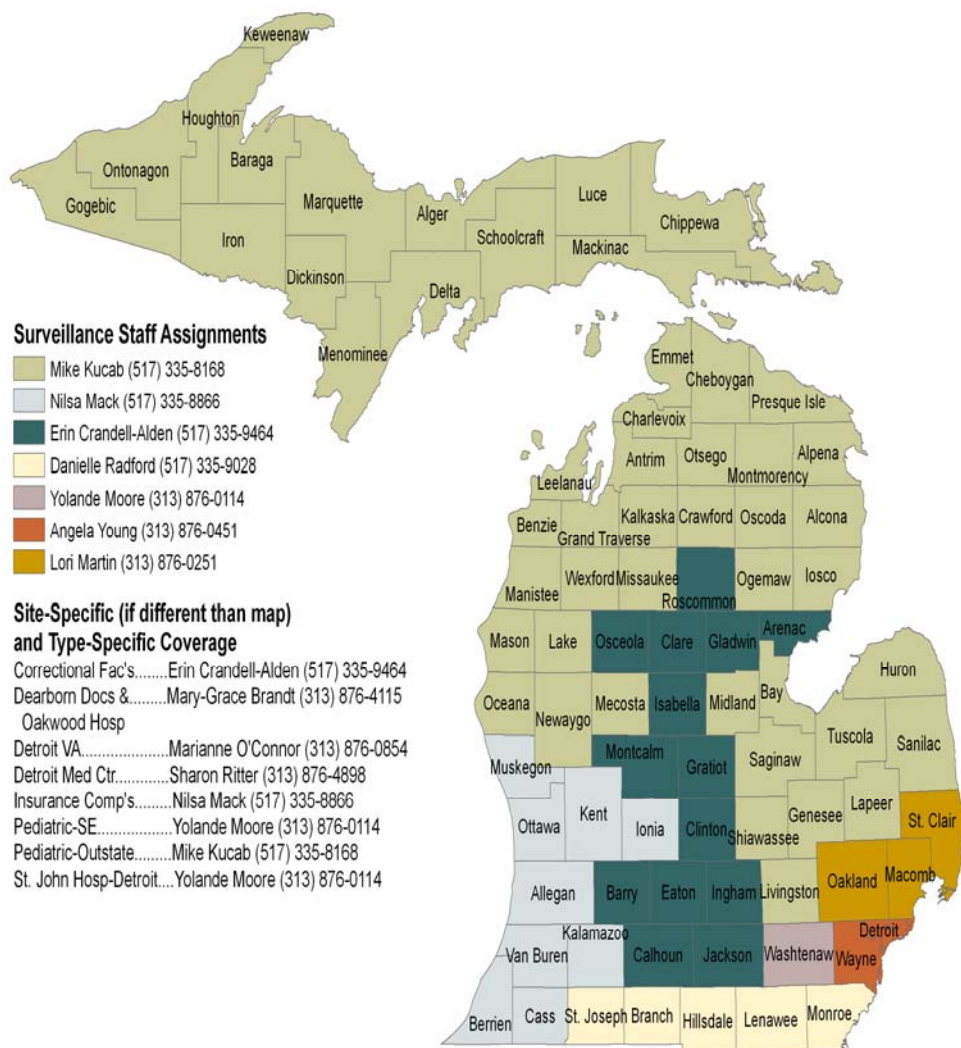 Keweenaw
Houghton
Ontonagon
Baraga
Gogebic
Marquette
Alger
Luce
Chippewa
Schoolcraft
Iron
Mackinac
Dickinson
Delta
Menominee
Surveillance Staff Assignments
Mike Kucab (517) 335-8168
Nilsa Mack (517) 335-8866
Erin Crandell-Alden (517) 335-9464
Danielle Radford (517) 335-9028
Yolande Moore (313) 876-0114
Angela Young (313) 876-0451
Lori Martin (313) 876-0251
Site-Specific (if different than map)
and Type-Specific Coverage
Correctional Fac's........Erin Crandell-Alden (517) 335-9464
Dearborn Docs &.........Mary-Grace Brandt (313) 876-4115
Oakwood Hosp
Detroit VA......................Marianne O'Connor (313) 876-0854
Detroit Med Ctr..............Sharon Ritter (313) 876-4898
Insurance Comp's........Nilsa Mack (517) 335-8866
Pediatric-SE..................Yolande Moore (313) 876-0114
Pediatric-Outstate.........Mike Kucab (517) 335-8168
St. John Hosp-Detroit....Yolande Moore (313) 876-0114
Emmet
Cheboygan
Presque Isle
Charlevoix
Antrim
Otsego
Montmorency
Alpena
Leelanau
Benzie
Grand Traverse
Kalkaska
Crawford
Oscoda
Alcona
Manistee
Wexford
Missaukee
Roscommon
Ogemaw
Iosco
Mason
Lake
Osceola
Clare
Gladwin
Arenac
Huron
Oceana
Newaygo
Mecosta
Isabella
Midland
Bay
Tuscola
Sanilac
Muskegon
Montcalm
Gratiot
Saginaw
Ottawa
Kent
Ionia
Clinton
Shiawassee
Genesee
Lapeer
St. Clair
Allegan
Barry
Eaton
Ingham
Livingston
Oakland
Macomb
Van Buren
Kalamazoo
Calhoun
Jackson
Washtenaw
Wayne
Detroit
Berrien
Cass
St. Joseph
Branch
Hillsdale
Lenawee
Monroe